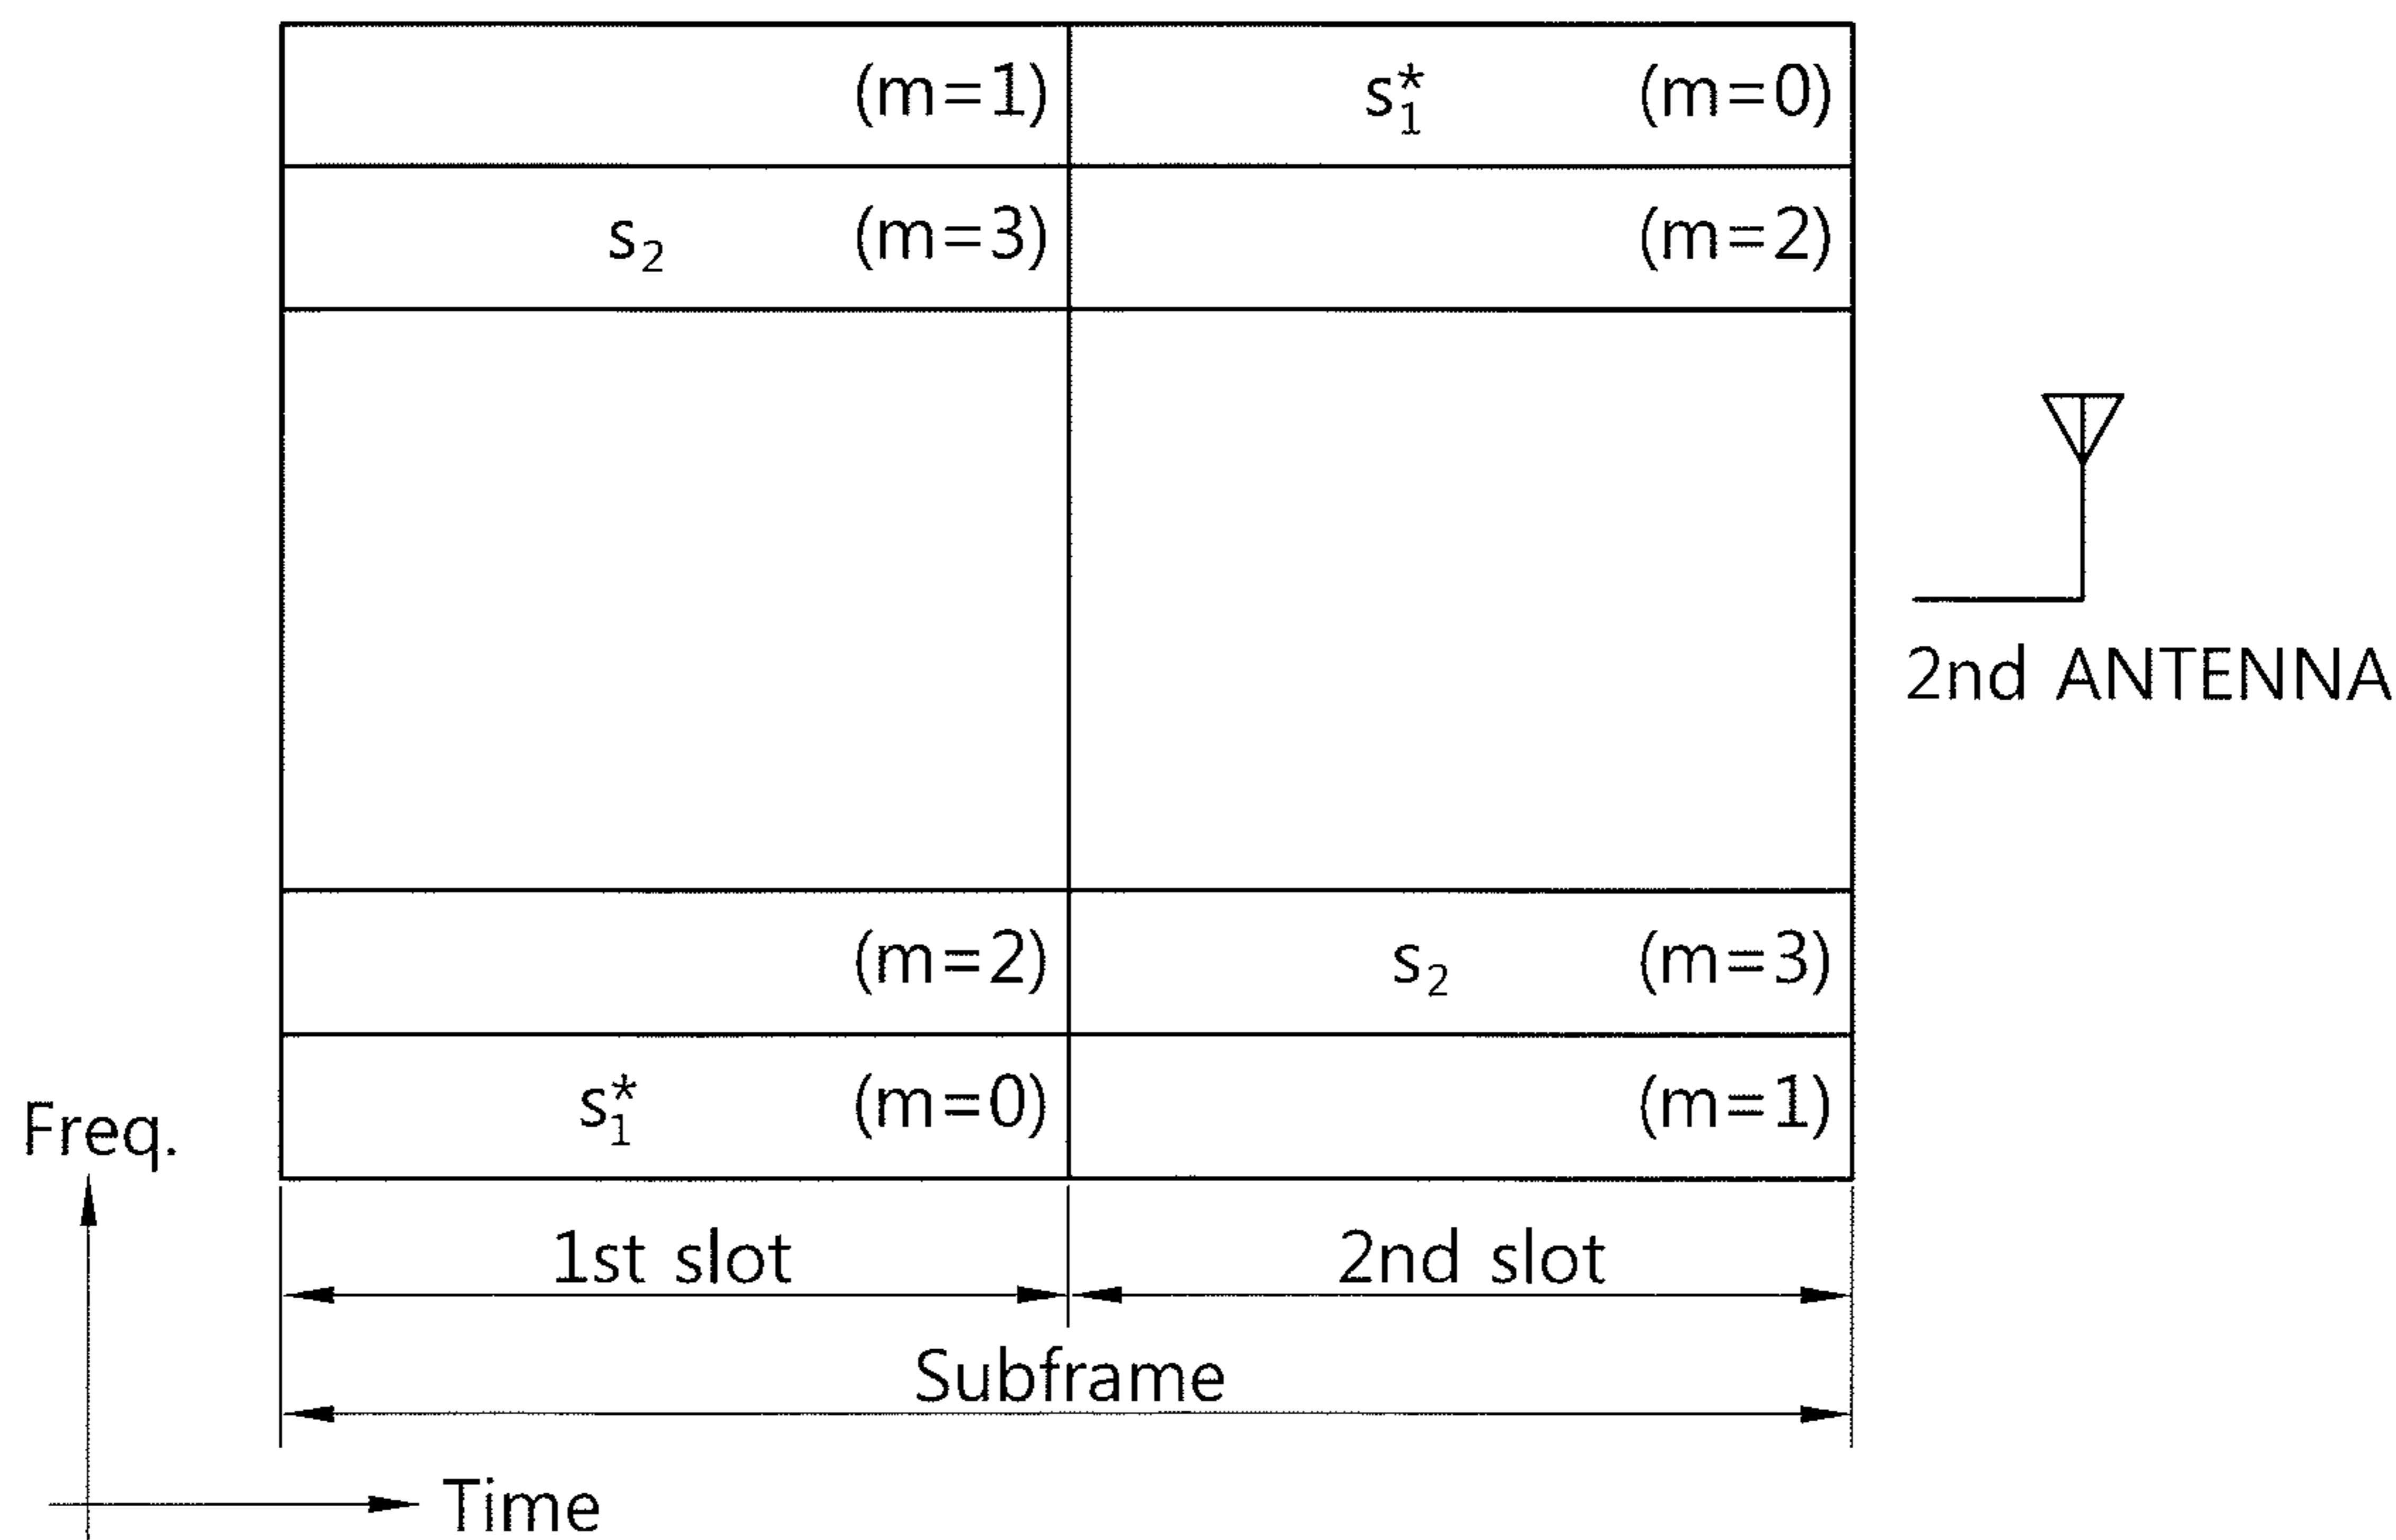 (m=1) s₁* (m=0)
s₂ (m=3) (m=2)
2nd ANTENNA
(m=2) s₂ (m=3)
s₁* (m=0) (m=1)
Freq.
1st slot 2nd slot
Subframe
Time